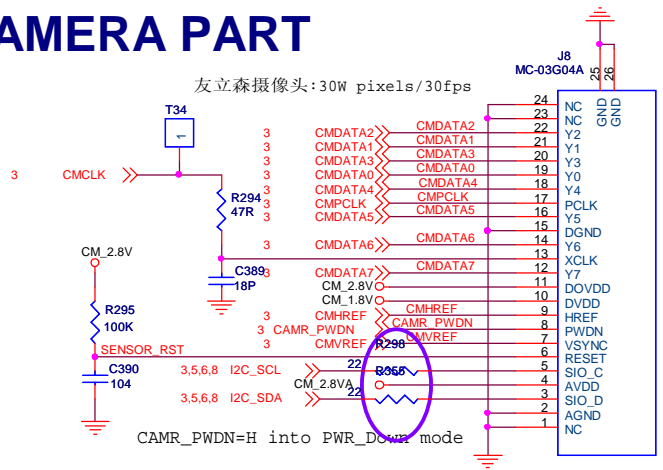 AMERA PART
友立森摄像头:30W pixels/30fps
J8
MC-03G04A
25
26
GND
GND
T34
1
3 CMCLK
R294
47R
C389
18P
CM_2.8V
R295
100K
SENSOR_RST
C390
104
3 CMDATA2 CMDATA2
3 CMDATA1 CMDATA1
3 CMDATA3 CMDATA3
3 CMDATA0 CMDATA0
3 CMDATA4 CMDATA4
3 CMPCLK CMPCLK
3 CMDATA5 CMDATA5
3 CMDATA6 CMDATA6
3 CMDATA7 CMDATA7
CM_2.8V
CM_1.8V
3 CMHREF CMHREF
3 CAMR_PWDN CAMR_PWDN
3 CMVREF CMVREF
R298
3,5,6,8 I2C_SCL 22
R355
CM_2.8VA
3,5,6,8 I2C_SDA 22
24 NC
23 NC
22 Y2
21 Y1
20 Y3
19 Y0
18 Y4
17 PCLK
16 Y5
15 DGND
14 Y6
13 XCLK
12 Y7
11 DOVDD
10 DVDD
9 HREF
8 PWDN
7 VSYNC
6 RESET
5 SIO_C
4 AVDD
3 SIO_D
2 AGND
1 NC
CAMR_PWDN=H into PWR_Down mode